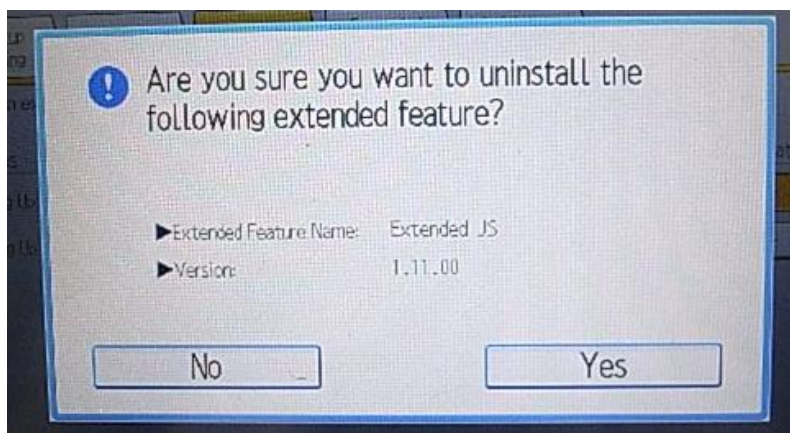 Are you sure you want to uninstall the
following extended feature?
▶Extended Feature Name: Extended JS
▶Version: 1.11.00
No
Yes